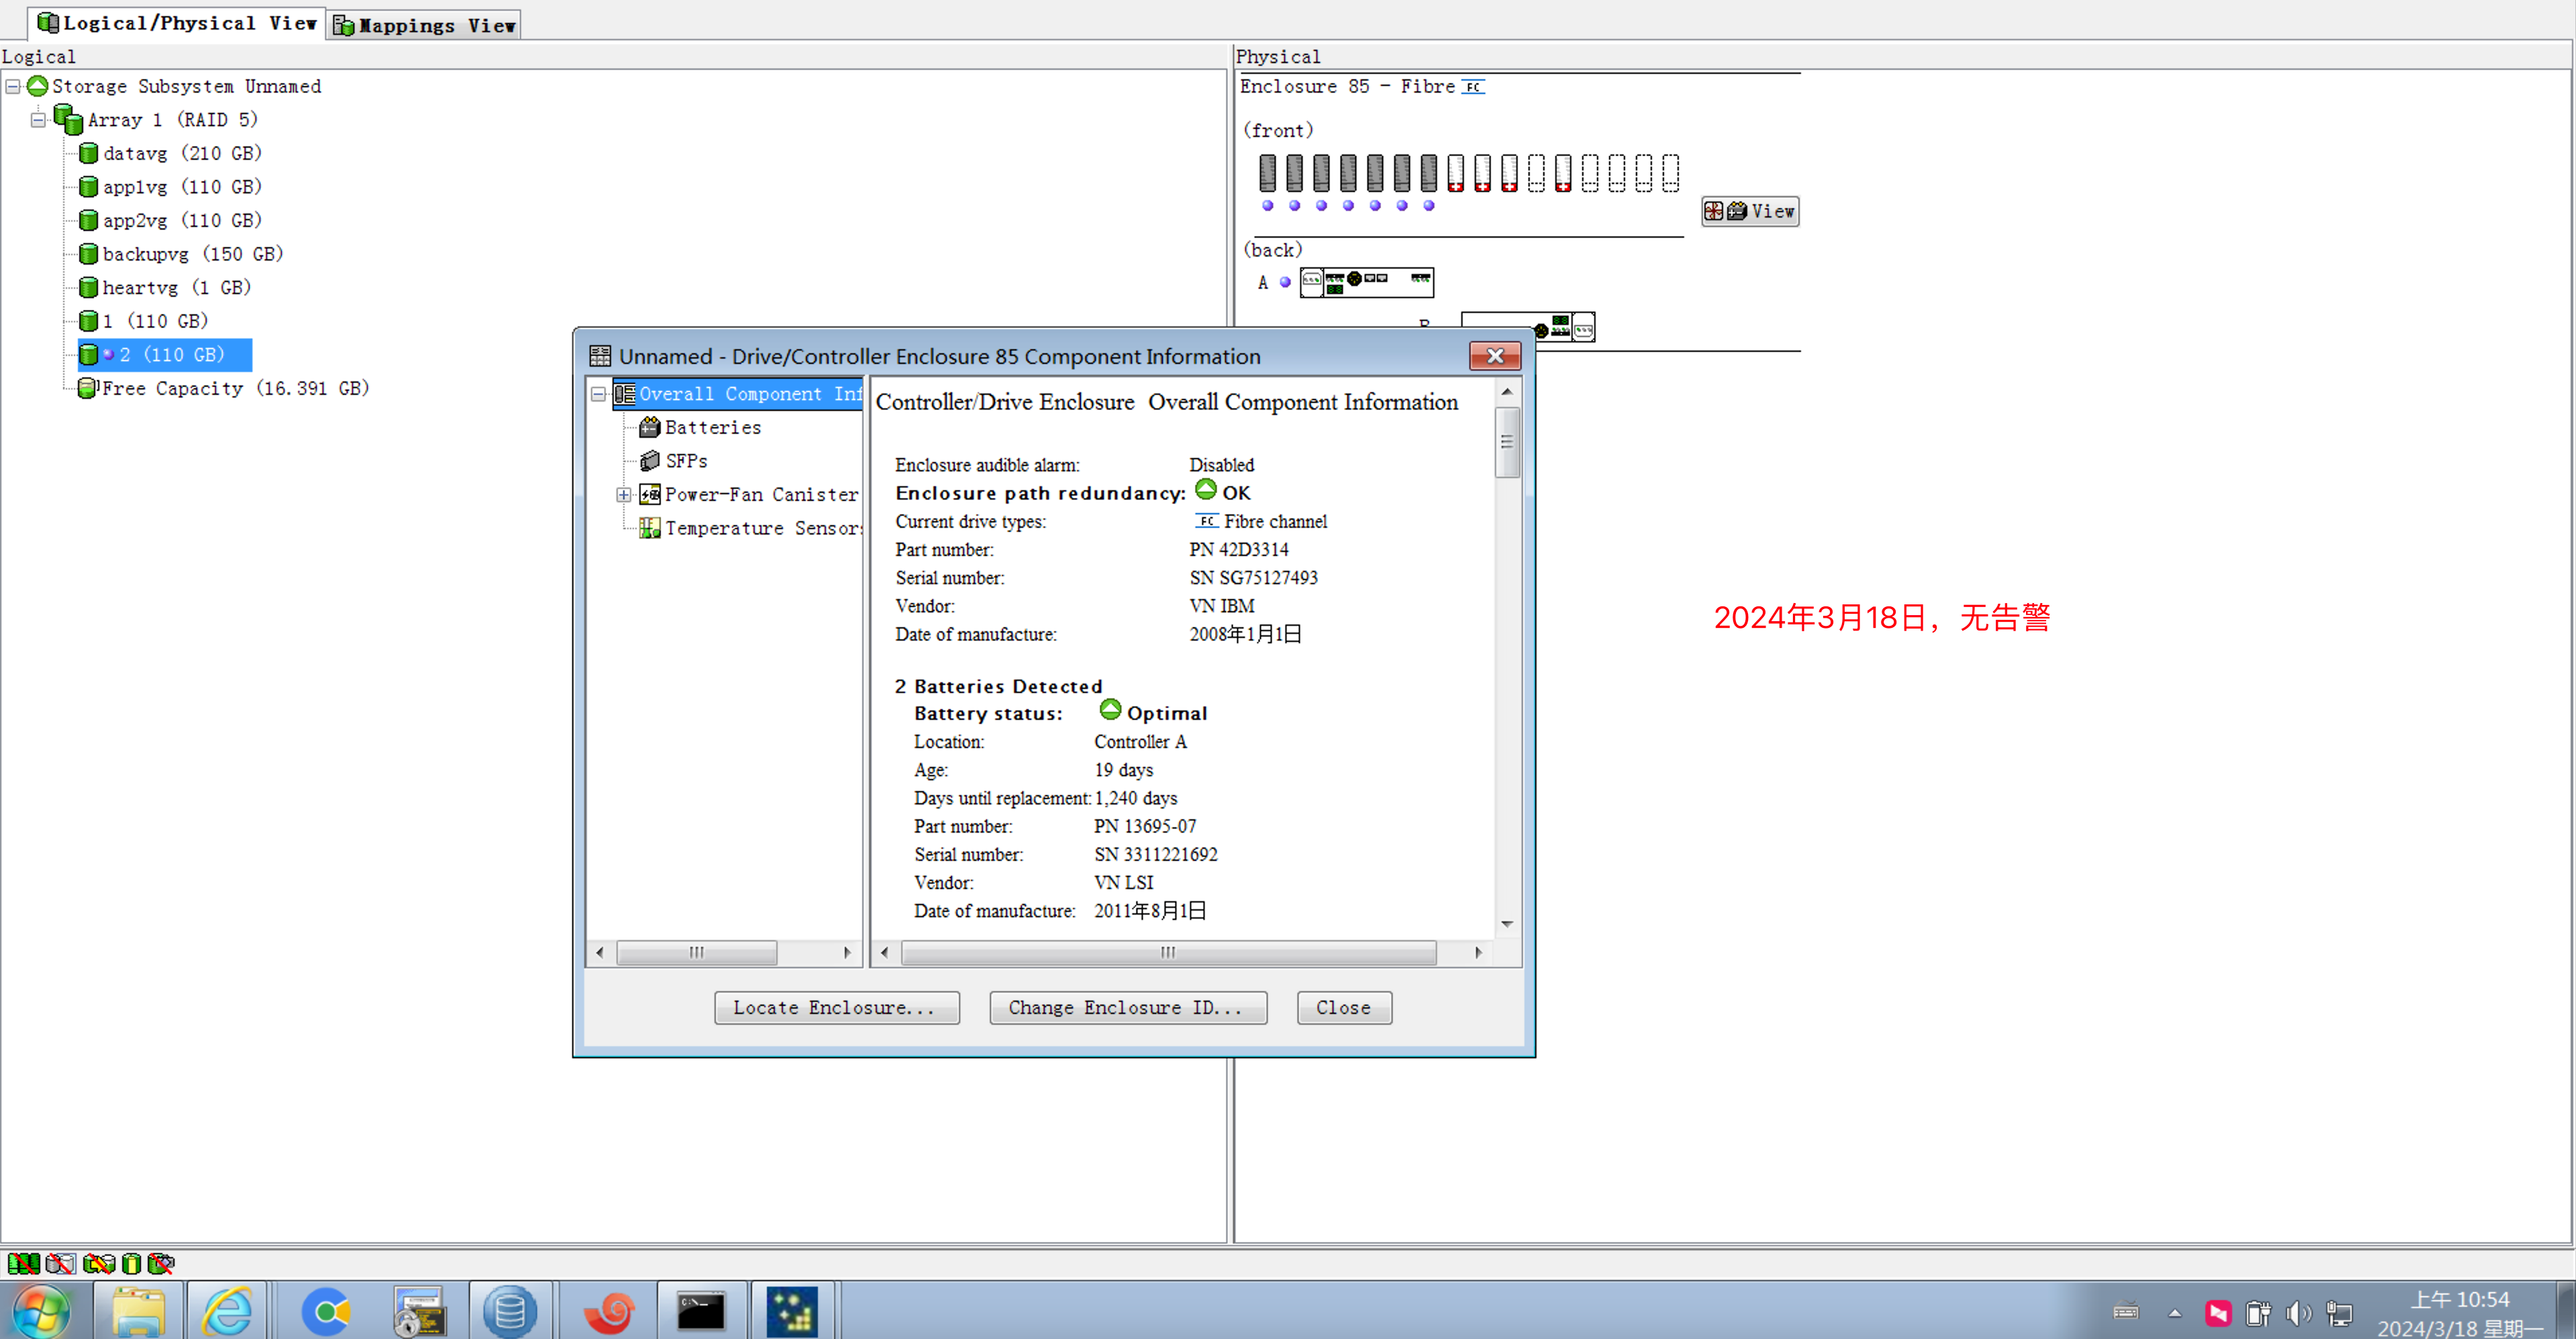 Logical/Physical View
Mappings View
Logical
Storage Subsystem Unnamed
Array 1 (RAID 5)
datavg (210 GB)
app1vg (110 GB)
app2vg (110 GB)
backupvg (150 GB)
heartvg (1 GB)
1 (110 GB)
2 (110 GB)
Free Capacity (16.391 GB)
Physical
Enclosure 85 - Fibre FC
(front)
View
(back)
A
Unnamed - Drive/Controller Enclosure 85 Component Information
Overall Component Inf
Batteries
SFPs
Power-Fan Canister
Temperature Sensor
Controller/Drive Enclosure Overall Component Information
Enclosure audible alarm: Disabled
Enclosure path redundancy: OK
Current drive types: FC Fibre channel
Part number: PN 42D3314
Serial number: SN SG75127493
Vendor: VN IBM
Date of manufacture: 2008年1月1日
2 Batteries Detected
Battery status: Optimal
Location: Controller A
Age: 19 days
Days until replacement: 1,240 days
Part number: PN 13695-07
Serial number: SN 3311221692
Vendor: VN LSI
Date of manufacture: 2011年8月1日
Locate Enclosure...
Change Enclosure ID...
Close
2024年3月18日，无告警
上午 10:54
2024/3/18 星期一